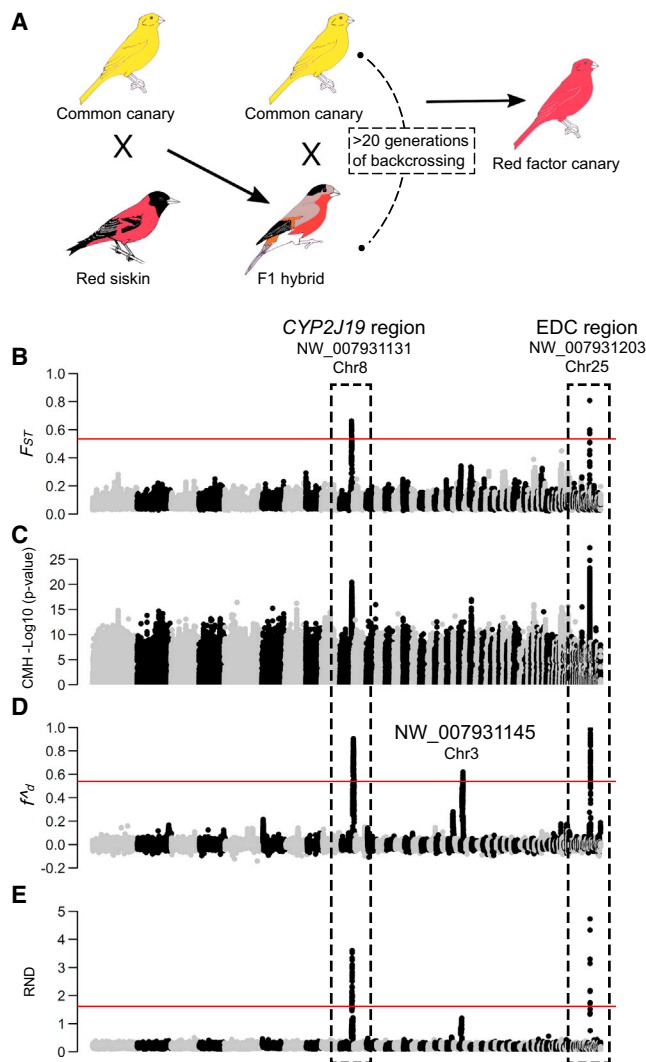 A
Common canary
Common canary
X
X
>20 generations
of backcrossing
Red factor canary
Red siskin
F1 hybrid
CYP2J19 region
NW_007931131
Chr8
EDC region
NW_007931203
Chr25
B
1.0
0.8
0.6
0.4
0.2
0.0
FST
C
25
20
15
10
5
0
CMH -Log10 (p-value)
D
1.0
0.8
0.6
0.4
0.2
0.0
-0.2
f^d
NW_007931145
Chr3
E
5
4
3
2
1
0
RND